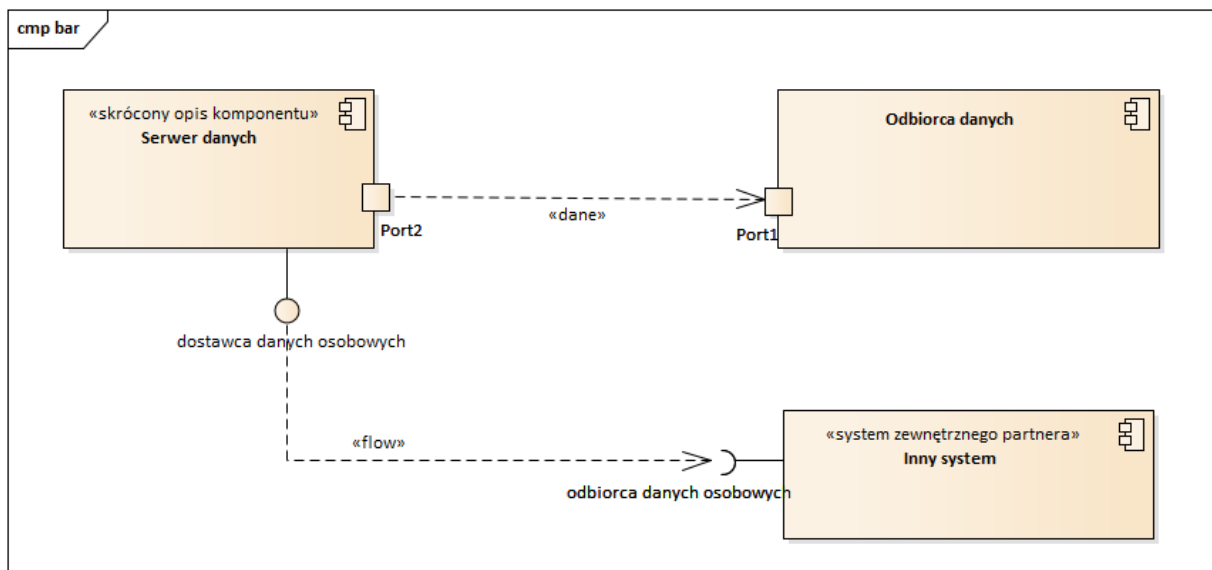 cmp bar
«skrócony opis komponentu»
Serwer danych
Odbiorca danych
«dane»
Port2
Port1
dostawca danych osobowych
«flow»
«system zewnętrznego partnera»
Inny system
odbiorca danych osobowych